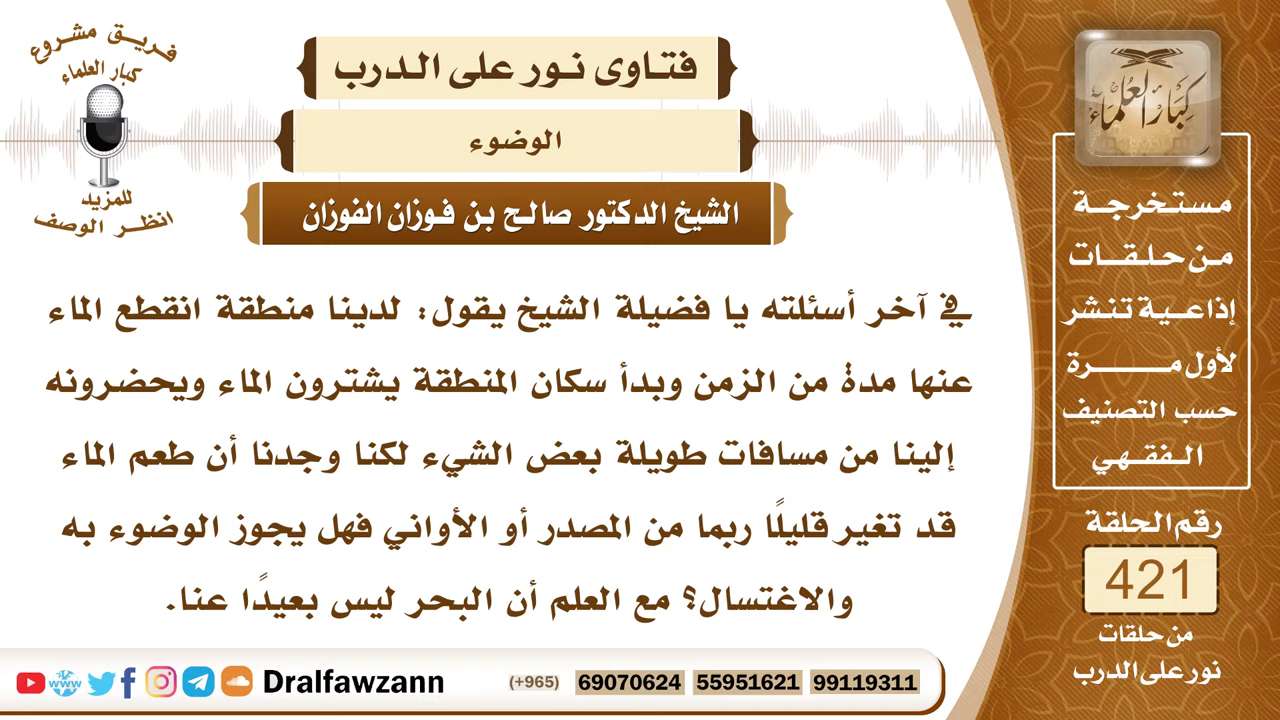 فريق مشروع
كبار العلماء
للمزيد
انظر الوصف
فتاوى نور على الدرب
الوضوء
الشيخ الدكتور صالح بن فوزان الفوزان
في آخر أسئلته يا فضيلة الشيخ يقول: لدينا منطقة انقطع الماء
عنها مدة من الزمن وبدأ سكان المنطقة يشترون الماء ويحضرونه
إلينا من مسافات طويلة بعض الشيء لكنا وجدنا أن طعم الماء
قد تغير قليلًا ربما من المصدر أو الأواني فهل يجوز الوضوء به
والاغتسال؟ مع العلم أن البحر ليس بعيدًا عنا.
كبار العلماء
مستخرجة
من حلقات
إذاعية تنشر
لأول مرة
حسب التصنيف
الفقهي
رقم الحلقة
421
من حلقات
نور على الدرب
Dralfawzann
(+965) 69070624 55951621 99119311